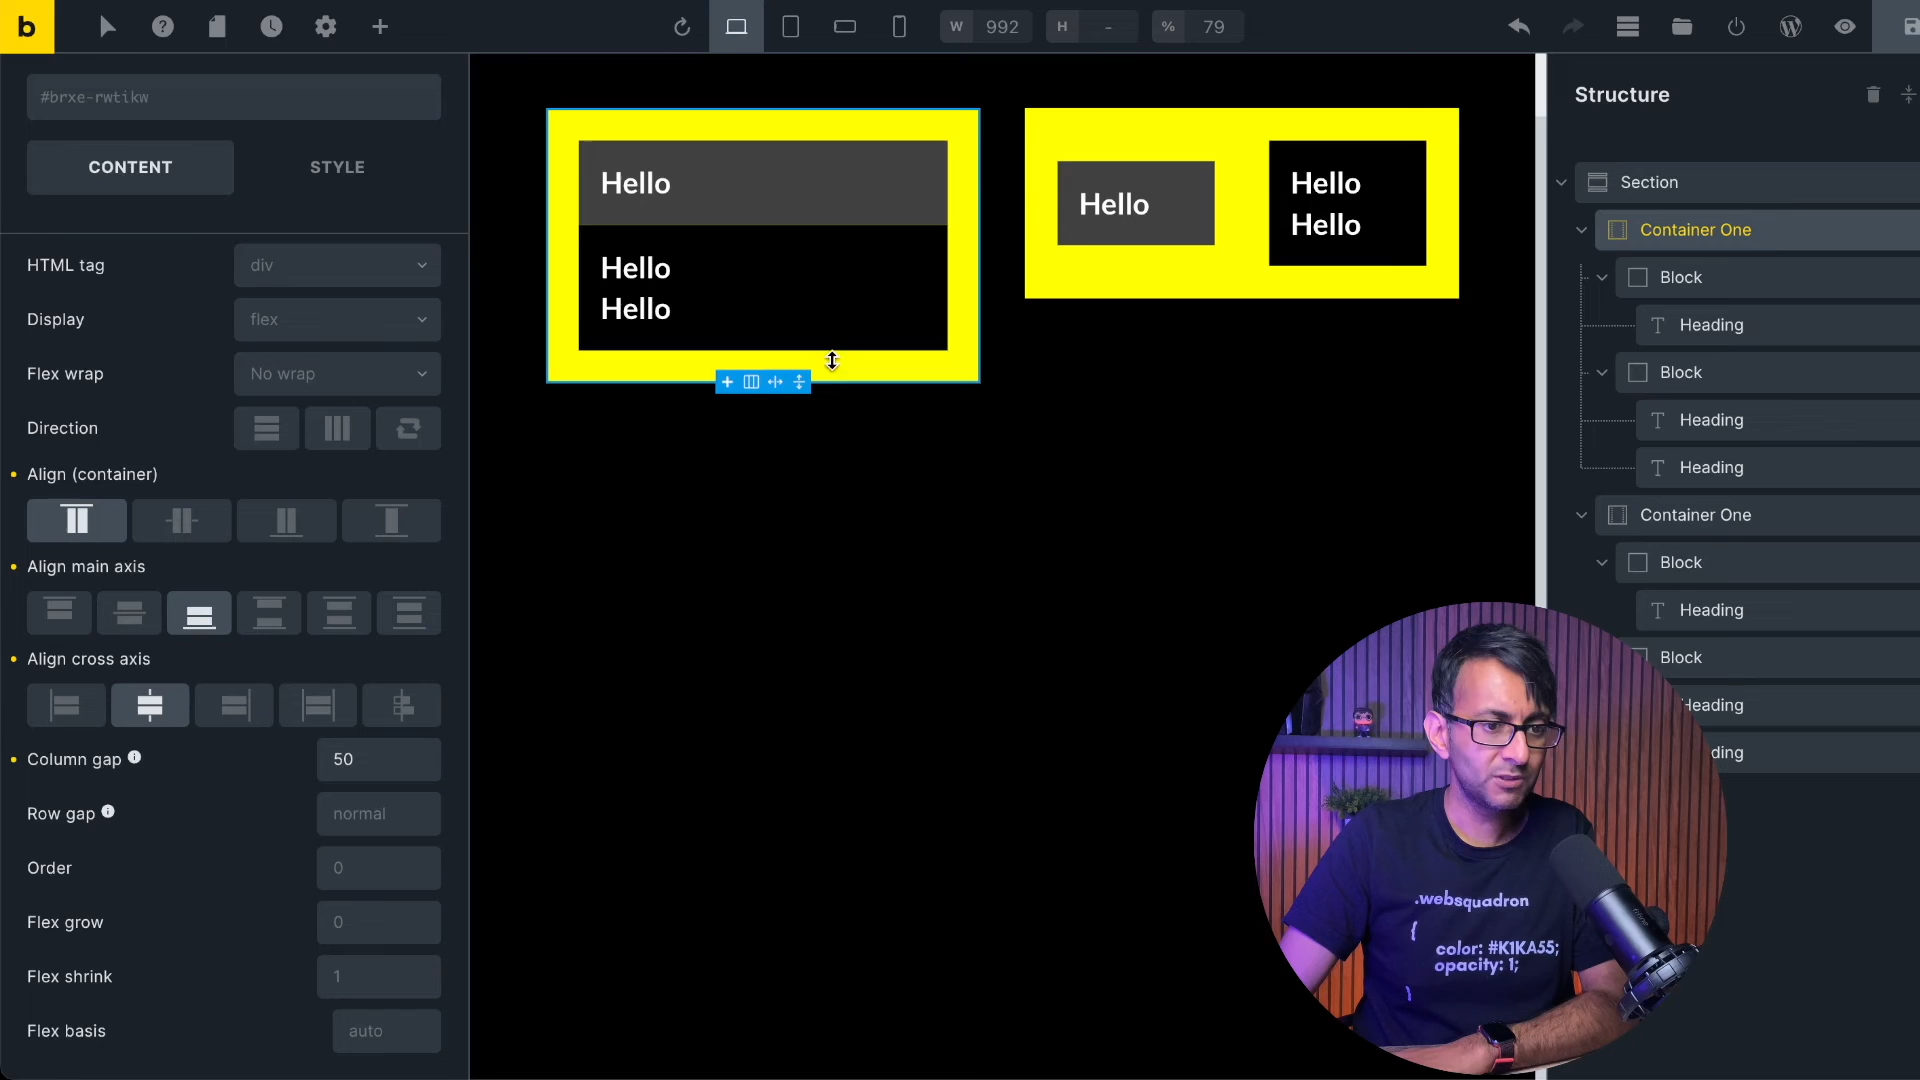 b
W 992 H - % 79
#brxe-rwtikw
CONTENT STYLE
HTML tag
div
Display
flex
Flex wrap
No wrap
Direction
Align (container)
Align main axis
Align cross axis
Column gap
50
Row gap
normal
Order
0
Flex grow
0
Flex shrink
1
Flex basis
auto
Hello
Hello
Hello
Hello
Hello
Hello
Structure
Section
Container One
Block
Heading
Block
Heading
Heading
Container One
Block
Heading
Block
Heading
ding
.websquadron
{
color: #K1KA55;
opacity: 1;
}